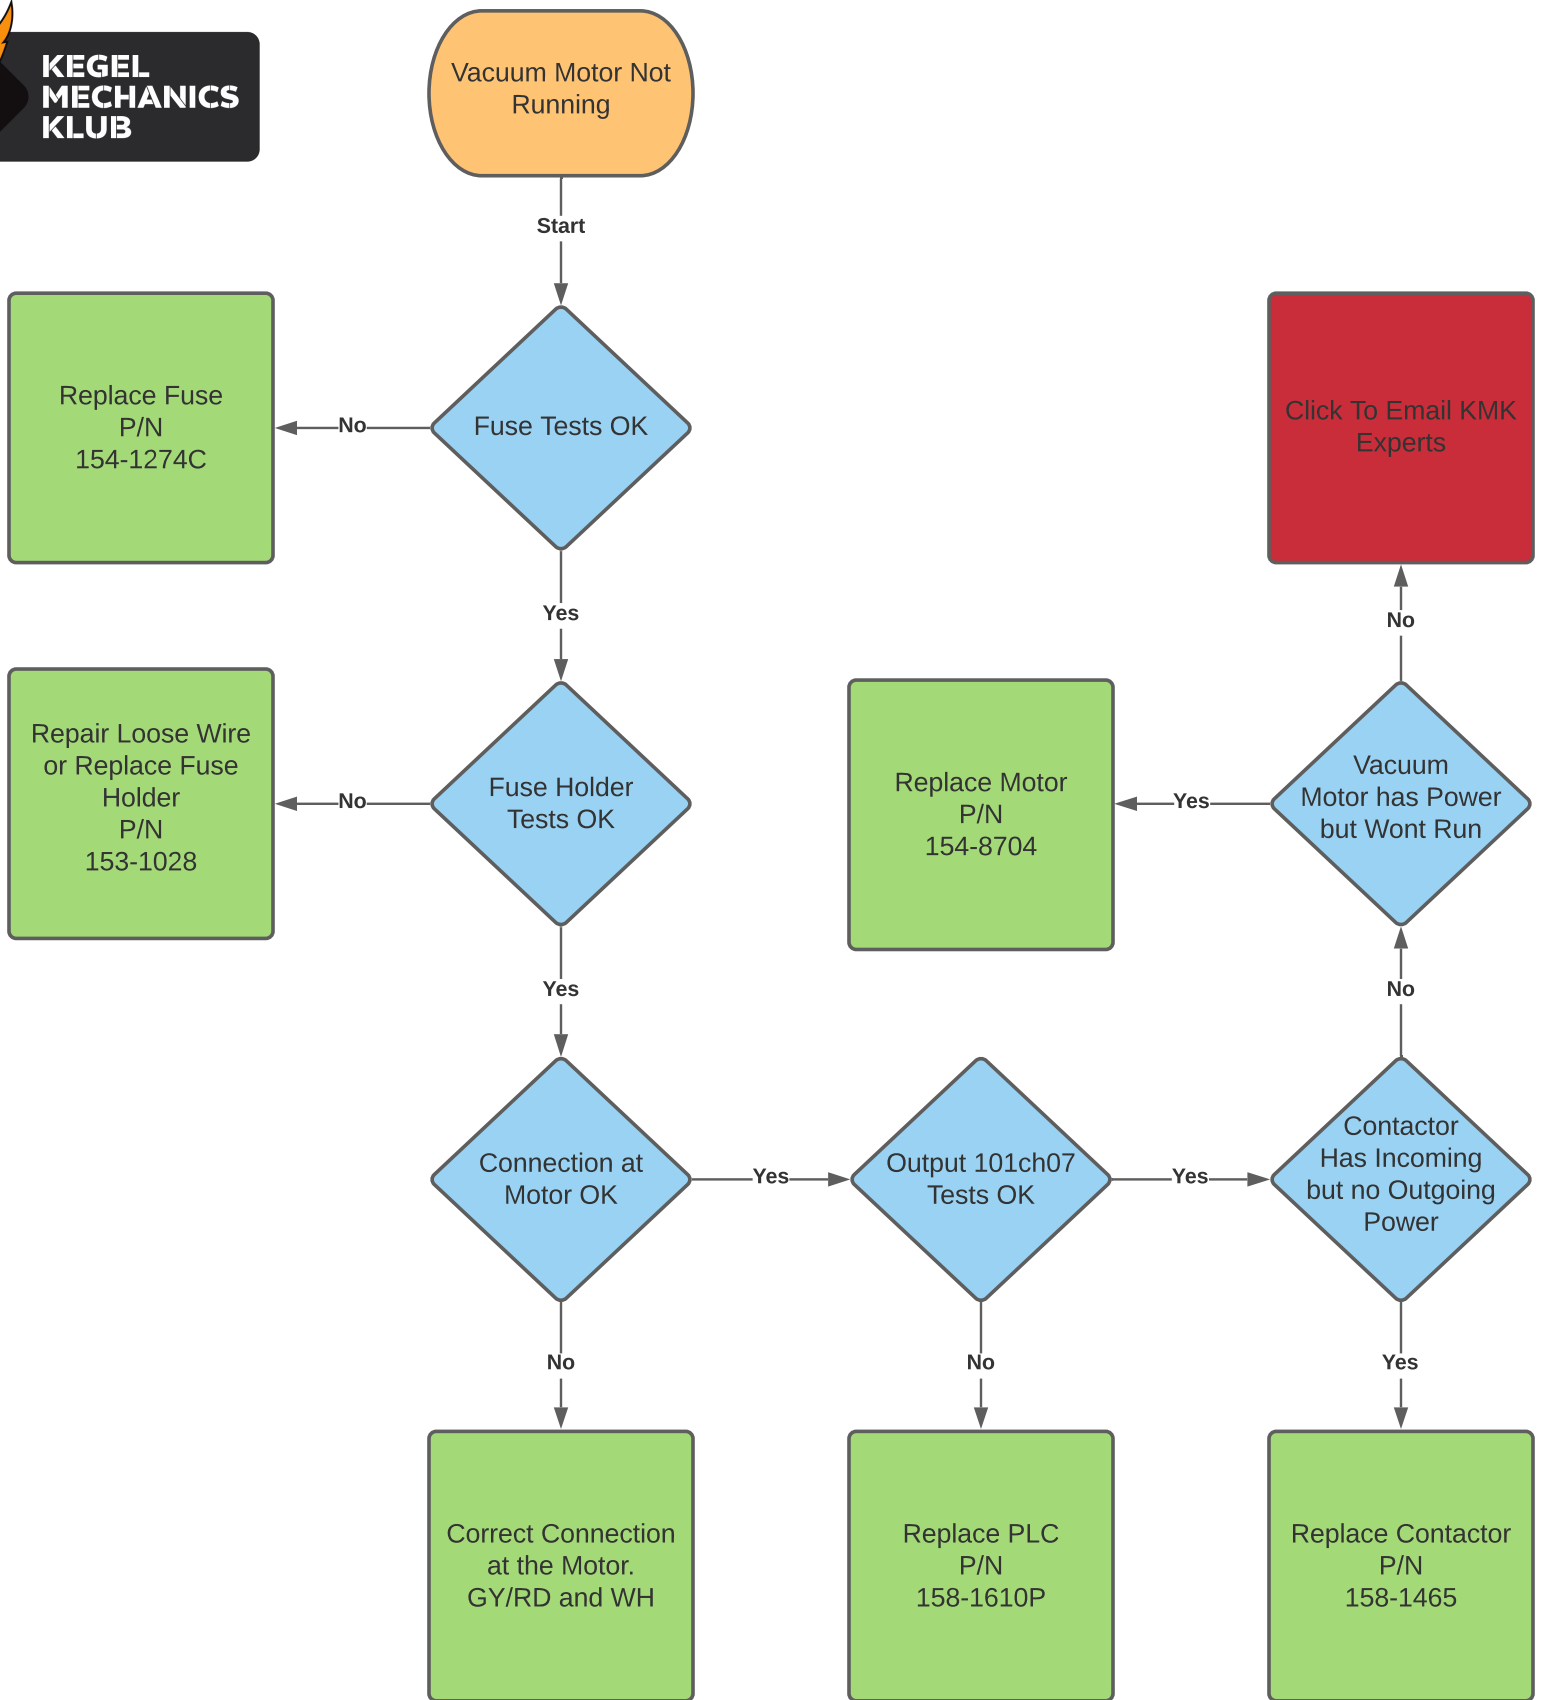 KEGEL
MECHANICS
KLUB
Vacuum Motor Not
Running
Start
Replace Fuse
P/N
154-1274C
No
Fuse Tests OK
Click To Email KMK
Experts
Yes
No
Repair Loose Wire
or Replace Fuse
Holder
P/N
153-1028
No
Fuse Holder
Tests OK
Replace Motor
P/N
154-8704
Yes
Vacuum
Motor has Power
but Wont Run
Yes
No
Connection at
Motor OK
Yes
Output 101ch07
Tests OK
Yes
Contactor
Has Incoming
but no Outgoing
Power
No
No
Yes
Correct Connection
at the Motor.
GY/RD and WH
Replace PLC
P/N
158-1610P
Replace Contactor
P/N
158-1465